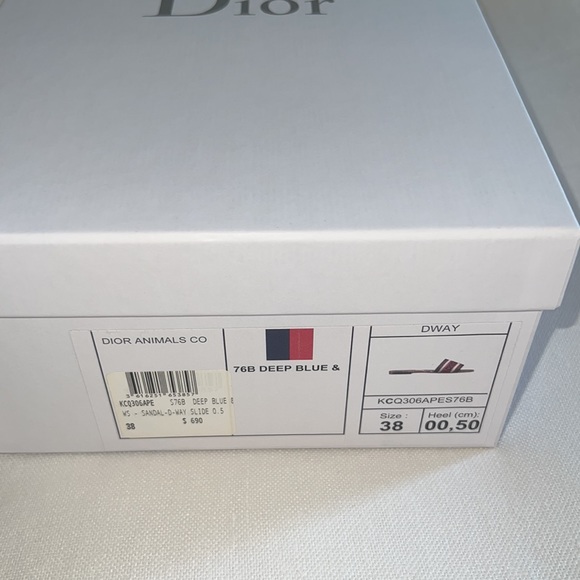 Dior
DIOR ANIMALS CO
KCQ306APE S76B DEEP BLUE &
WS - SANDAL-D-WAY SLIDE 0.5
38 $ 690
76B DEEP BLUE &
DWAY
KCQ306APES76B
Size : Heel (cm):
38 00,50